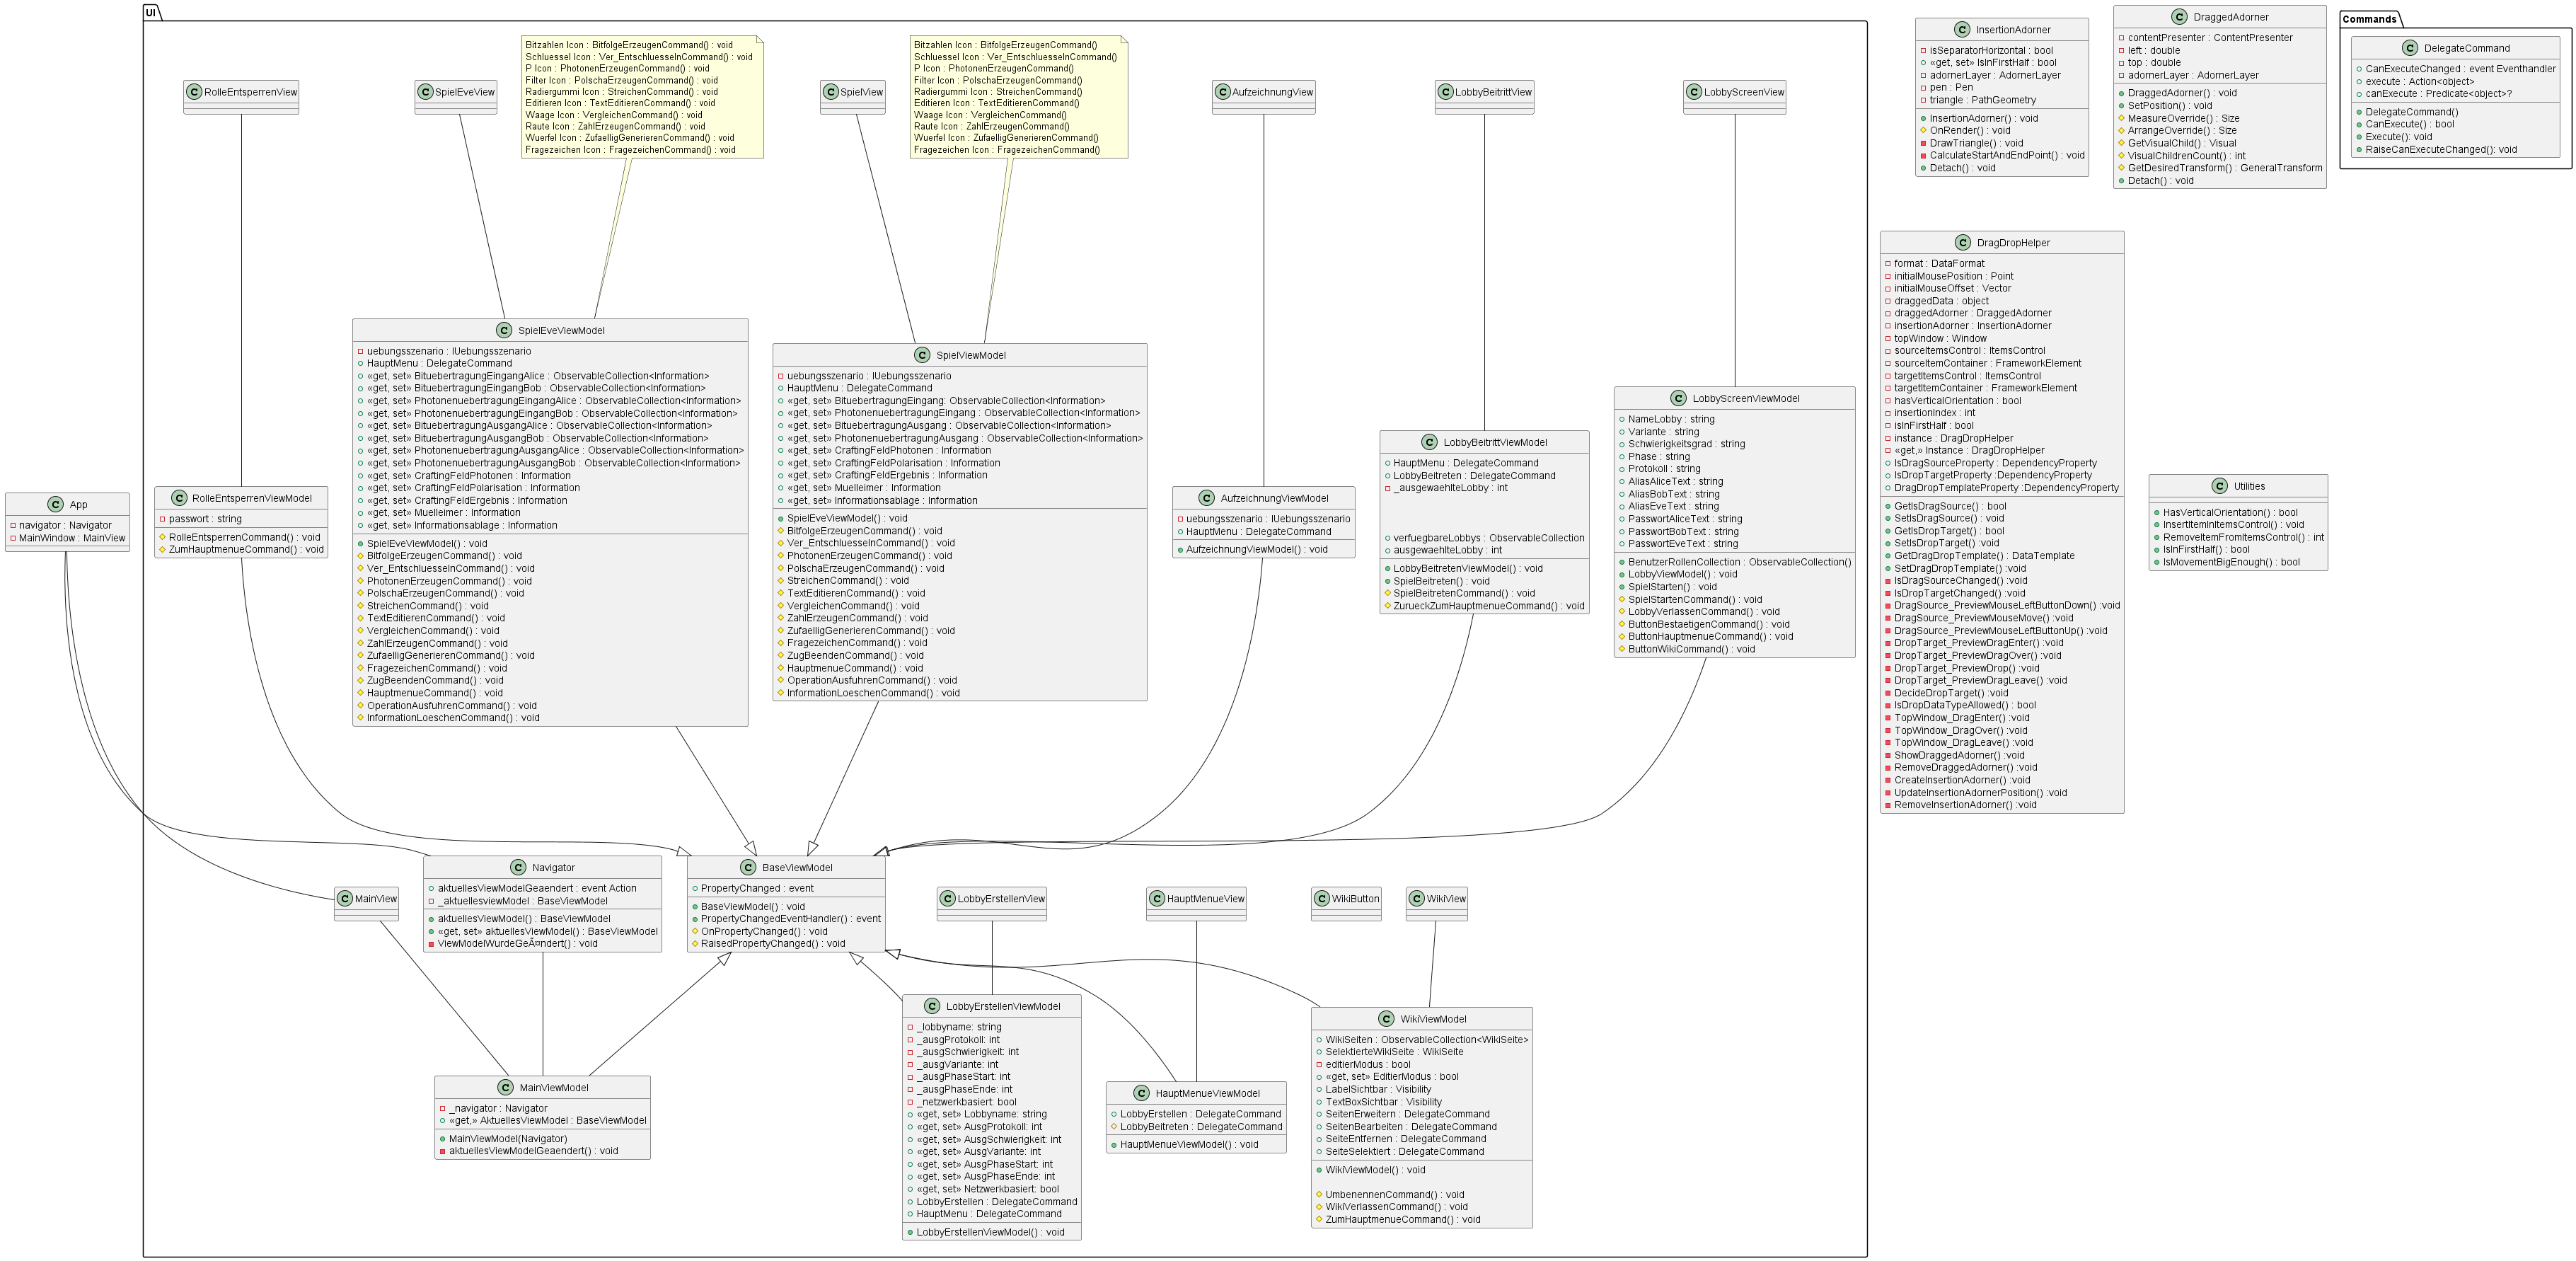 UI
Bitzahlen Icon : BitfolgeErzeugenCommand() : void
Schluessel Icon : Ver_EntschluesselnCommand() : void
P Icon : PhotonenErzeugenCommand() : void
Filter Icon : PolschaErzeugenCommand() : void
Radiergummi Icon : StreichenCommand() : void
Editieren Icon : TextEditierenCommand() : void
Waage Icon : VergleichenCommand() : void
Raute Icon : ZahlErzeugenCommand() : void
Wuerfel Icon : ZufaelligGenerierenCommand() : void
Fragezeichen Icon : FragezeichenCommand() : void
Bitzahlen Icon : BitfolgeErzeugenCommand()
Schluessel Icon : Ver_EntschluesselnCommand()
P Icon : PhotonenErzeugenCommand()
Filter Icon : PolschaErzeugenCommand()
Radiergummi Icon : StreichenCommand()
Editieren Icon : TextEditierenCommand()
Waage Icon : VergleichenCommand()
Raute Icon : ZahlErzeugenCommand()
Wuerfel Icon : ZufaelligGenerierenCommand()
Fragezeichen Icon : FragezeichenCommand()
C RolleEntsperrenView
C SpielEveView
C SpielView
C AufzeichnungView
C LobbyBeitrittView
C LobbyScreenView
C InsertionAdorner
isSeparatorHorizontal : bool
«get, set» IsInFirstHalf : bool
adornerLayer : AdornerLayer
pen : Pen
triangle : PathGeometry
InsertionAdorner() : void
OnRender() : void
DrawTriangle() : void
CalculateStartAndEndPoint() : void
Detach() : void
C DraggedAdorner
contentPresenter : ContentPresenter
left : double
top : double
adornerLayer : AdornerLayer
DraggedAdorner() : void
SetPosition() : void
MeasureOverride() : Size
ArrangeOverride() : Size
GetVisualChild() : Visual
VisualChildrenCount() : int
GetDesiredTransform() : GeneralTransform
Detach() : void
Commands
C DelegateCommand
CanExecuteChanged : event Eventhandler
execute : Action<object>
canExecute : Predicate<object>?
DelegateCommand()
CanExecute() : bool
Execute(): void
RaiseCanExecuteChanged(): void
C SpielEveViewModel
uebungsszenario : IUebungsszenario
HauptMenu : DelegateCommand
«get, set» BituebertragungEingangAlice : ObservableCollection<Information>
«get, set» BituebertragungEingangBob : ObservableCollection<Information>
«get, set» PhotonenuebertragungEingangAlice : ObservableCollection<Information>
«get, set» PhotonenuebertragungEingangBob : ObservableCollection<Information>
«get, set» BituebertragungAusgangAlice : ObservableCollection<Information>
«get, set» BituebertragungAusgangBob : ObservableCollection<Information>
«get, set» PhotonenuebertragungAusgangAlice : ObservableCollection<Information>
«get, set» PhotonenuebertragungAusgangBob : ObservableCollection<Information>
«get, set» CraftingFeldPhotonen : Information
«get, set» CraftingFeldPolarisation : Information
«get, set» CraftingFeldErgebnis : Information
«get, set» Muelleimer : Information
«get, set» Informationsablage : Information
SpielEveViewModel() : void
BitfolgeErzeugenCommand() : void
Ver_EntschluesselnCommand() : void
PhotonenErzeugenCommand() : void
PolschaErzeugenCommand() : void
StreichenCommand() : void
TextEditierenCommand() : void
VergleichenCommand() : void
ZahlErzeugenCommand() : void
ZufaelligGenerierenCommand() : void
FragezeichenCommand() : void
ZugBeendenCommand() : void
HauptmenueCommand() : void
OperationAusfuhrenCommand() : void
InformationLoeschenCommand() : void
C SpielViewModel
uebungsszenario : IUebungsszenario
HauptMenu : DelegateCommand
«get, set» BituebertragungEingang: ObservableCollection<Information>
«get, set» PhotonenuebertragungEingang : ObservableCollection<Information>
«get, set» BituebertragungAusgang : ObservableCollection<Information>
«get, set» PhotonenuebertragungAusgang : ObservableCollection<Information>
«get, set» CraftingFeldPhotonen : Information
«get, set» CraftingFeldPolarisation : Information
«get, set» CraftingFeldErgebnis : Information
«get, set» Muelleimer : Information
«get, set» Informationsablage : Information
SpielEveViewModel() : void
BitfolgeErzeugenCommand() : void
Ver_EntschluesselnCommand() : void
PhotonenErzeugenCommand() : void
PolschaErzeugenCommand() : void
StreichenCommand() : void
TextEditierenCommand() : void
VergleichenCommand() : void
ZahlErzeugenCommand() : void
ZufaelligGenerierenCommand() : void
FragezeichenCommand() : void
ZugBeendenCommand() : void
HauptmenueCommand() : void
OperationAusfuhrenCommand() : void
InformationLoeschenCommand() : void
C App
navigator : Navigator
MainWindow : MainView
C RolleEntsperrenViewModel
passwort : string
RolleEntsperrenCommand() : void
ZumHauptmenueCommand() : void
C AufzeichnungViewModel
uebungsszenario : IUebungsszenario
HauptMenu : DelegateCommand
AufzeichnungViewModel() : void
C LobbyBeitrittViewModel
HauptMenu : DelegateCommand
LobbyBeitreten : DelegateCommand
_ausgewaehlteLobby : int
verfuegbareLobbys : ObservableCollection
ausgewaehlteLobby : int
LobbyBeitretenViewModel() : void
SpielBeitreten() : void
SpielBeitretenCommand() : void
ZurueckZumHauptmenueCommand() : void
C LobbyScreenViewModel
NameLobby : string
Variante : string
Schwierigkeitsgrad : string
Phase : string
Protokoll : string
AliasAliceText : string
AliasBobText : string
AliasEveText : string
PasswortAliceText : string
PasswortBobText : string
PasswortEveText : string
BenutzerRollenCollection : ObservableCollection()
LobbyViewModel() : void
SpielStarten() : void
SpielStartenCommand() : void
LobbyVerlassenCommand() : void
ButtonBestaetigenCommand() : void
ButtonHauptmenueCommand() : void
ButtonWikiCommand() : void
C DragDropHelper
format : DataFormat
initialMousePosition : Point
initialMouseOffset : Vector
draggedData : object
draggedAdorner : DraggedAdorner
insertionAdorner : InsertionAdorner
topWindow : Window
sourceItemsControl : ItemsControl
sourceItemContainer : FrameworkElement
targetItemsControl : ItemsControl
targetItemContainer : FrameworkElement
hasVerticalOrientation : bool
insertionIndex : int
isInFirstHalf : bool
instance : DragDropHelper
«get,» Instance : DragDropHelper
IsDragSourceProperty : DependencyProperty
IsDropTargetProperty :DependencyProperty
DragDropTemplateProperty :DependencyProperty
GetIsDragSource() : bool
SetIsDragSource() : void
GetIsDropTarget() : bool
SetIsDropTarget() :void
GetDragDropTemplate() : DataTemplate
SetDragDropTemplate() :void
IsDragSourceChanged() :void
IsDropTargetChanged() :void
DragSource_PreviewMouseLeftButtonDown() :void
DragSource_PreviewMouseMove() :void
DragSource_PreviewMouseLeftButtonUp() :void
DropTarget_PreviewDragEnter() :void
DropTarget_PreviewDragOver() :void
DropTarget_PreviewDrop() :void
DropTarget_PreviewDragLeave() :void
DecideDropTarget() :void
IsDropDataTypeAllowed() : bool
TopWindow_DragEnter() :void
TopWindow_DragOver() :void
TopWindow_DragLeave() :void
ShowDraggedAdorner() :void
RemoveDraggedAdorner() :void
CreateInsertionAdorner() :void
UpdateInsertionAdornerPosition() :void
RemoveInsertionAdorner() :void
C Utilities
HasVerticalOrientation() : bool
InsertItemInItemsControl() : void
RemoveItemFromItemsControl() : int
IsInFirstHalf() : bool
IsMovementBigEnough() : bool
C MainView
C Navigator
aktuellesViewModelGeaendert : event Action
_aktuellesviewModel : BaseViewModel
aktuellesViewModel() : BaseViewModel
«get, set» aktuellesViewModel() : BaseViewModel
ViewModelWurdeGeÃ¤ndert() : void
C BaseViewModel
PropertyChanged : event
BaseViewModel() : void
PropertyChangedEventHandler() : event
OnPropertyChanged() : void
RaisedPropertyChanged() : void
C LobbyErstellenView
C HauptMenueView
C WikiButton
C WikiView
C MainViewModel
_navigator : Navigator
«get,» AktuellesViewModel : BaseViewModel
MainViewModel(Navigator)
aktuellesViewModelGeaendert() : void
C LobbyErstellenViewModel
_lobbyname: string
_ausgProtokoll: int
_ausgSchwierigkeit: int
_ausgVariante: int
_ausgPhaseStart: int
_ausgPhaseEnde: int
_netzwerkbasiert: bool
«get, set» Lobbyname: string
«get, set» AusgProtokoll: int
«get, set» AusgSchwierigkeit: int
«get, set» AusgVariante: int
«get, set» AusgPhaseStart: int
«get, set» AusgPhaseEnde: int
«get, set» Netzwerkbasiert: bool
LobbyErstellen : DelegateCommand
HauptMenu : DelegateCommand
LobbyErstellenViewModel() : void
C HauptMenueViewModel
LobbyErstellen : DelegateCommand
LobbyBeitreten : DelegateCommand
HauptMenueViewModel() : void
C WikiViewModel
WikiSeiten : ObservableCollection<WikiSeite>
SelektierteWikiSeite : WikiSeite
editierModus : bool
«get, set» EditierModus : bool
LabelSichtbar : Visibility
TextBoxSichtbar : Visibility
SeitenErweitern : DelegateCommand
SeitenBearbeiten : DelegateCommand
SeiteEntfernen : DelegateCommand
SeiteSelektiert : DelegateCommand
WikiViewModel() : void
UmbenennenCommand() : void
WikiVerlassenCommand() : void
ZumHauptmenueCommand() : void